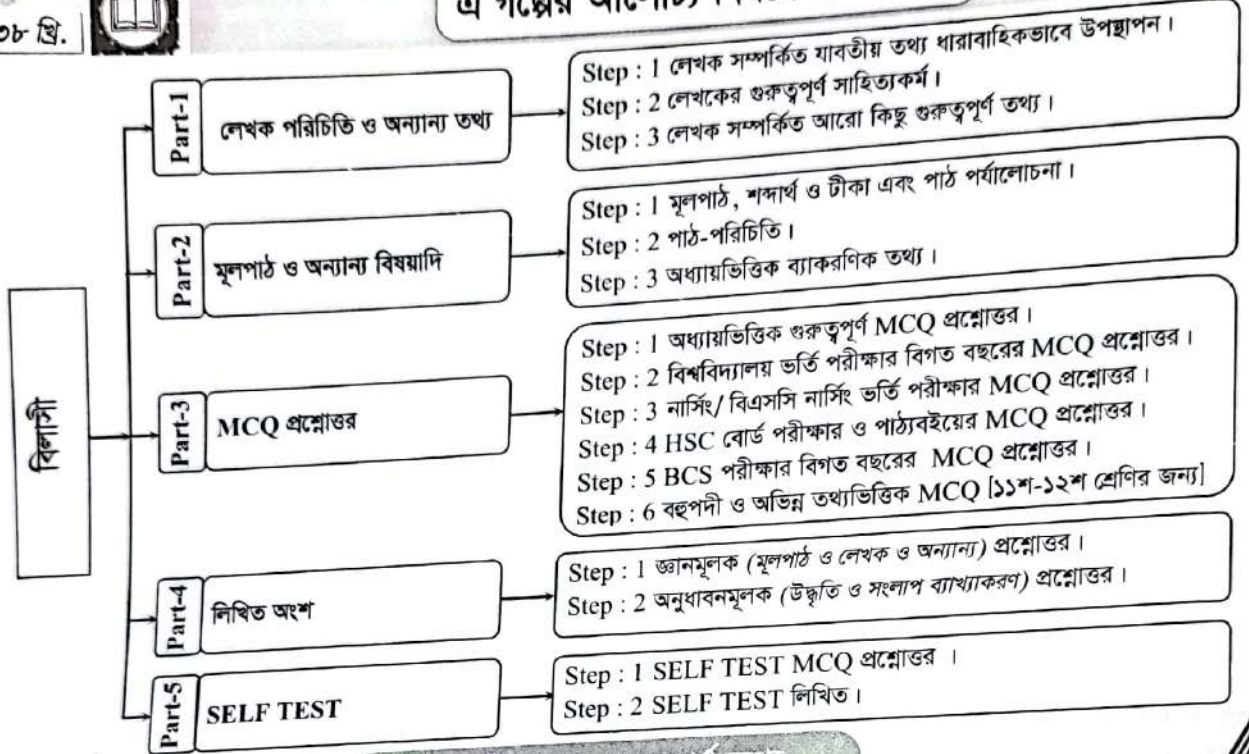 ৩৮ খ্রি.
এ গল্পের আলোচ্য
বিলাসী
Part-1
লেখক পরিচিতি ও অন্যান্য তথ্য
Step : 1 লেখক সম্পর্কিত যাবতীয় তথ্য ধারাবাহিকভাবে উপস্থাপন।
Step : 2 লেখকের গুরুত্বপূর্ণ সাহিত্যকর্ম।
Step : 3 লেখক সম্পর্কিত আরো কিছু গুরুত্বপূর্ণ তথ্য।
Part-2
মূলপাঠ ও অন্যান্য বিষয়াদি
Step : 1 মূলপাঠ, শব্দার্থ ও টীকা এবং পাঠ পর্যালোচনা।
Step : 2 পাঠ-পরিচিতি।
Step : 3 অধ্যায়ভিত্তিক ব্যাকরণিক তথ্য।
Part-3
MCQ প্রশ্নোত্তর
Step : 1 অধ্যায়ভিত্তিক গুরুত্বপূর্ণ MCQ প্রশ্নোত্তর।
Step : 2 বিশ্ববিদ্যালয় ভর্তি পরীক্ষার বিগত বছরের MCQ প্রশ্নোত্তর।
Step : 3 নার্সিং/ বিএসসি নার্সিং ভর্তি পরীক্ষার MCQ প্রশ্নোত্তর।
Step : 4 HSC বোর্ড পরীক্ষার ও পাঠ্যবইয়ের MCQ প্রশ্নোত্তর।
Step : 5 BCS পরীক্ষার বিগত বছরের MCQ প্রশ্নোত্তর।
Step : 6 বহুপদী ও অভিন্ন তথ্যভিত্তিক MCQ [১১শ-১২শ শ্রেণির জন্য]
Part-4
লিখিত অংশ
Step : 1 জ্ঞানমূলক (মূলপাঠ ও লেখক ও অন্যান্য) প্রশ্নোত্তর।
Step : 2 অনুধাবনমূলক (উদ্ধৃতি ও সংলাপ ব্যাখ্যাকরণ) প্রশ্নোত্তর।
Part-5
SELF TEST
Step : 1 SELF TEST MCQ প্রশ্নোত্তর ।
Step : 2 SELF TEST লিখিত।